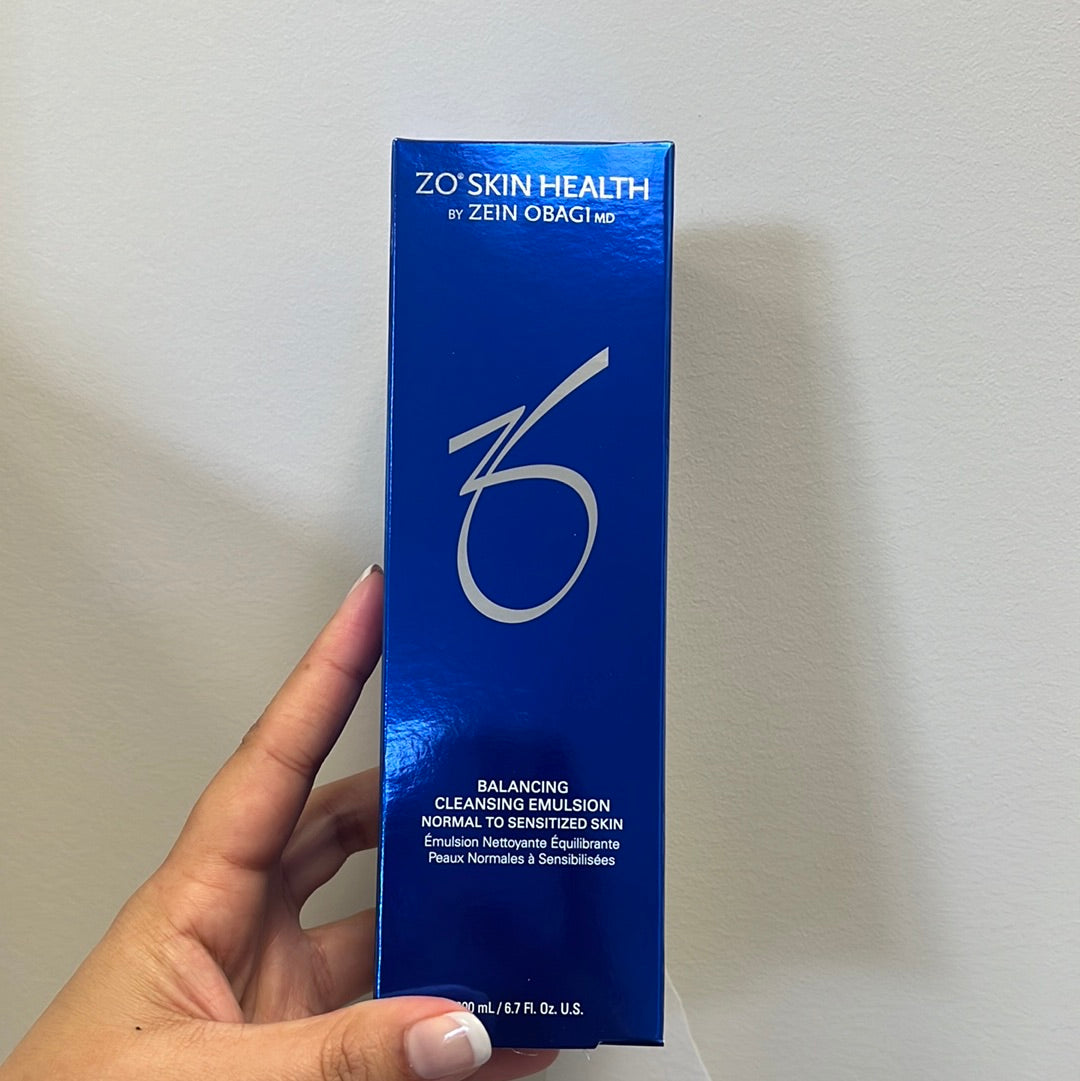 ZO® SKIN HEALTH
BY ZEIN OBAGI MD
BALANCING
CLEANSING EMULSION
NORMAL TO SENSITIZED SKIN
Émulsion Nettoyante Équilibrante
Peaux Normales à Sensibilisées
mL / 6.7 Fl. Oz. U.S.